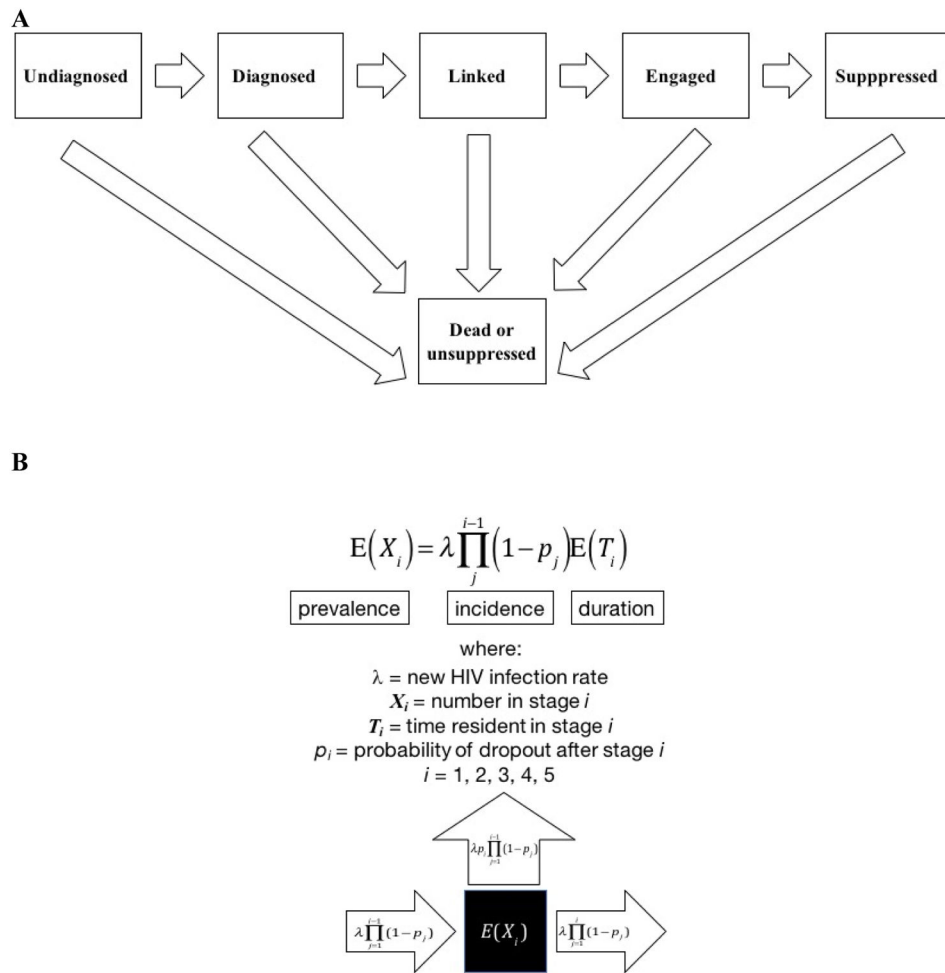 A
Undiagnosed
Diagnosed
Linked
Engaged
Supppressed
Dead or
unsuppressed
B
E(X_i) = λ∏_j^{i−1}(1−p_j)E(T_i)
prevalence
incidence
duration
where:
λ = new HIV infection rate
X_i = number in stage i
T_i = time resident in stage i
p_i = probability of dropout after stage i
i = 1, 2, 3, 4, 5
λp_i∏_{j=1}^{i−1}(1−p_j)
λ∏_{j=1}^{i−1}(1−p_j)
E(X_i)
λ∏_{j=1}^{i}(1−p_j)